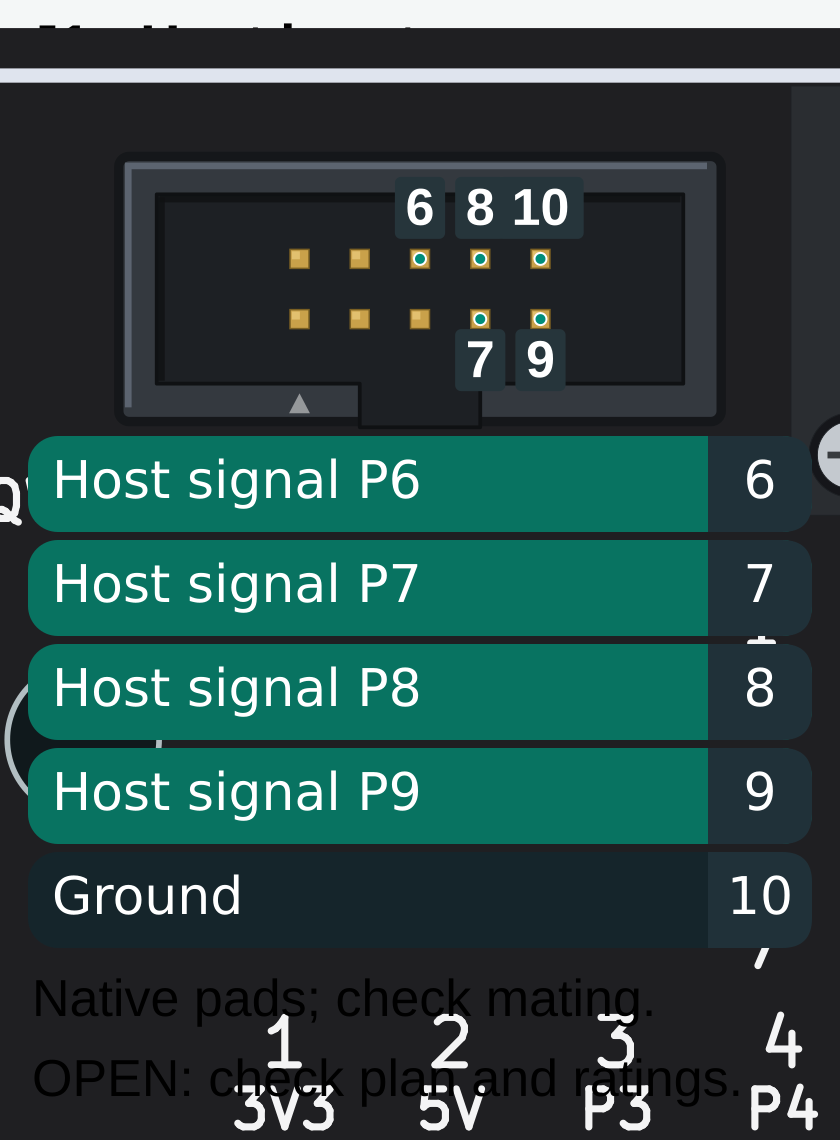 6 8 10
7 9
Host signal P6 6
Host signal P7 7
Host signal P8 8
Host signal P9 9
Ground 10
Native pads; check mating.
1 2 3 4
OPEN: check plan and ratings.
3V3 5V P3 P4